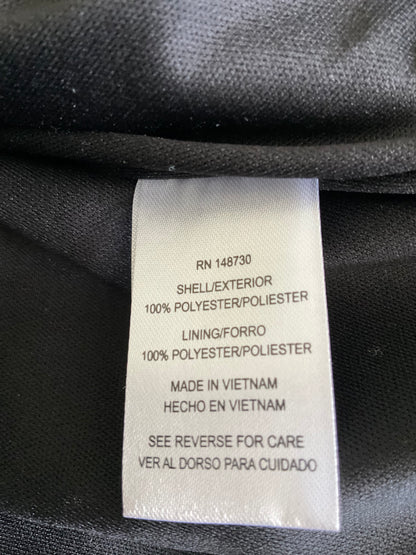 RN 148730
SHELL/EXTERIOR
100% POLYESTER/POLIESTER
LINING/FORRO
100% POLYESTER/POLIESTER
MADE IN VIETNAM
HECHO EN VIETNAM
SEE REVERSE FOR CARE
VER AL DORSO PARA CUIDADO